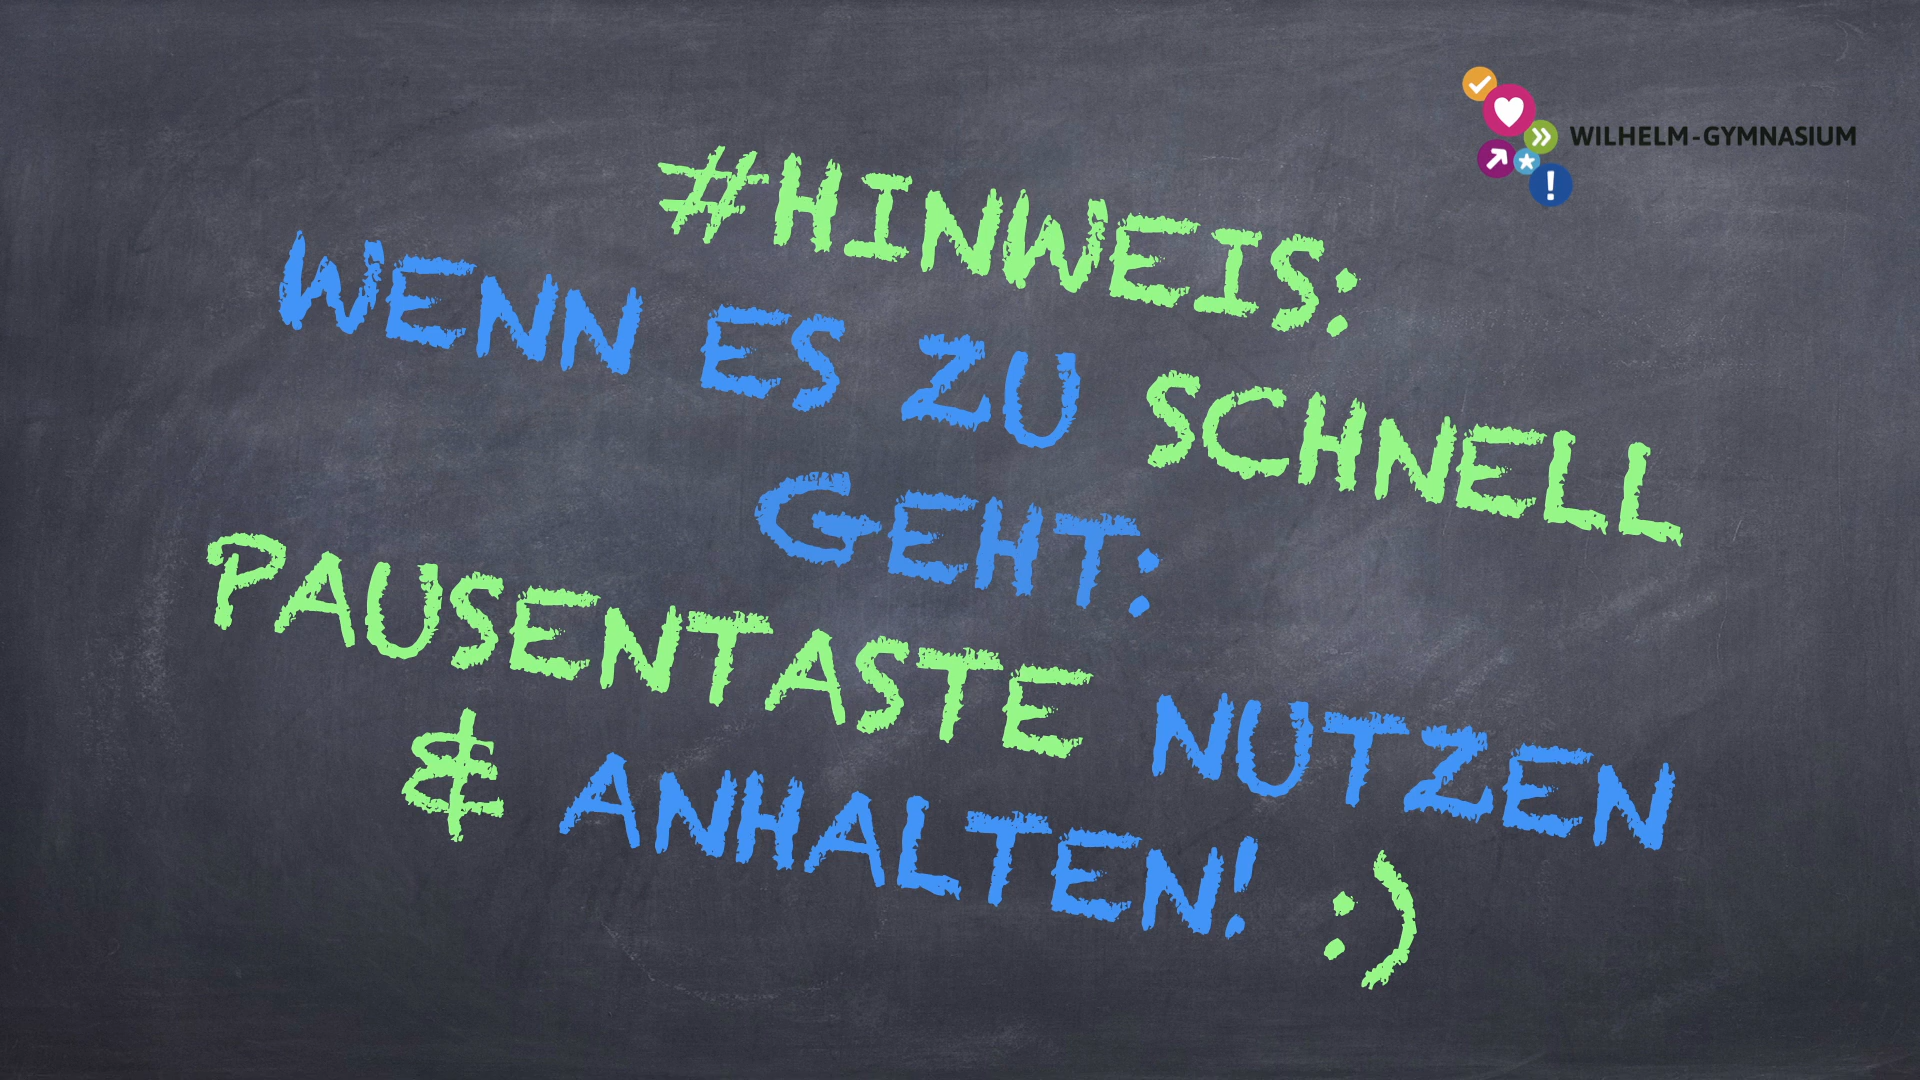 WILHELM-GYMNASIUM
#HINWEIS:
WENN ES ZU SCHNELL
GEHT:
PAUSENTASTE NUTZEN
& ANHALTEN! :)